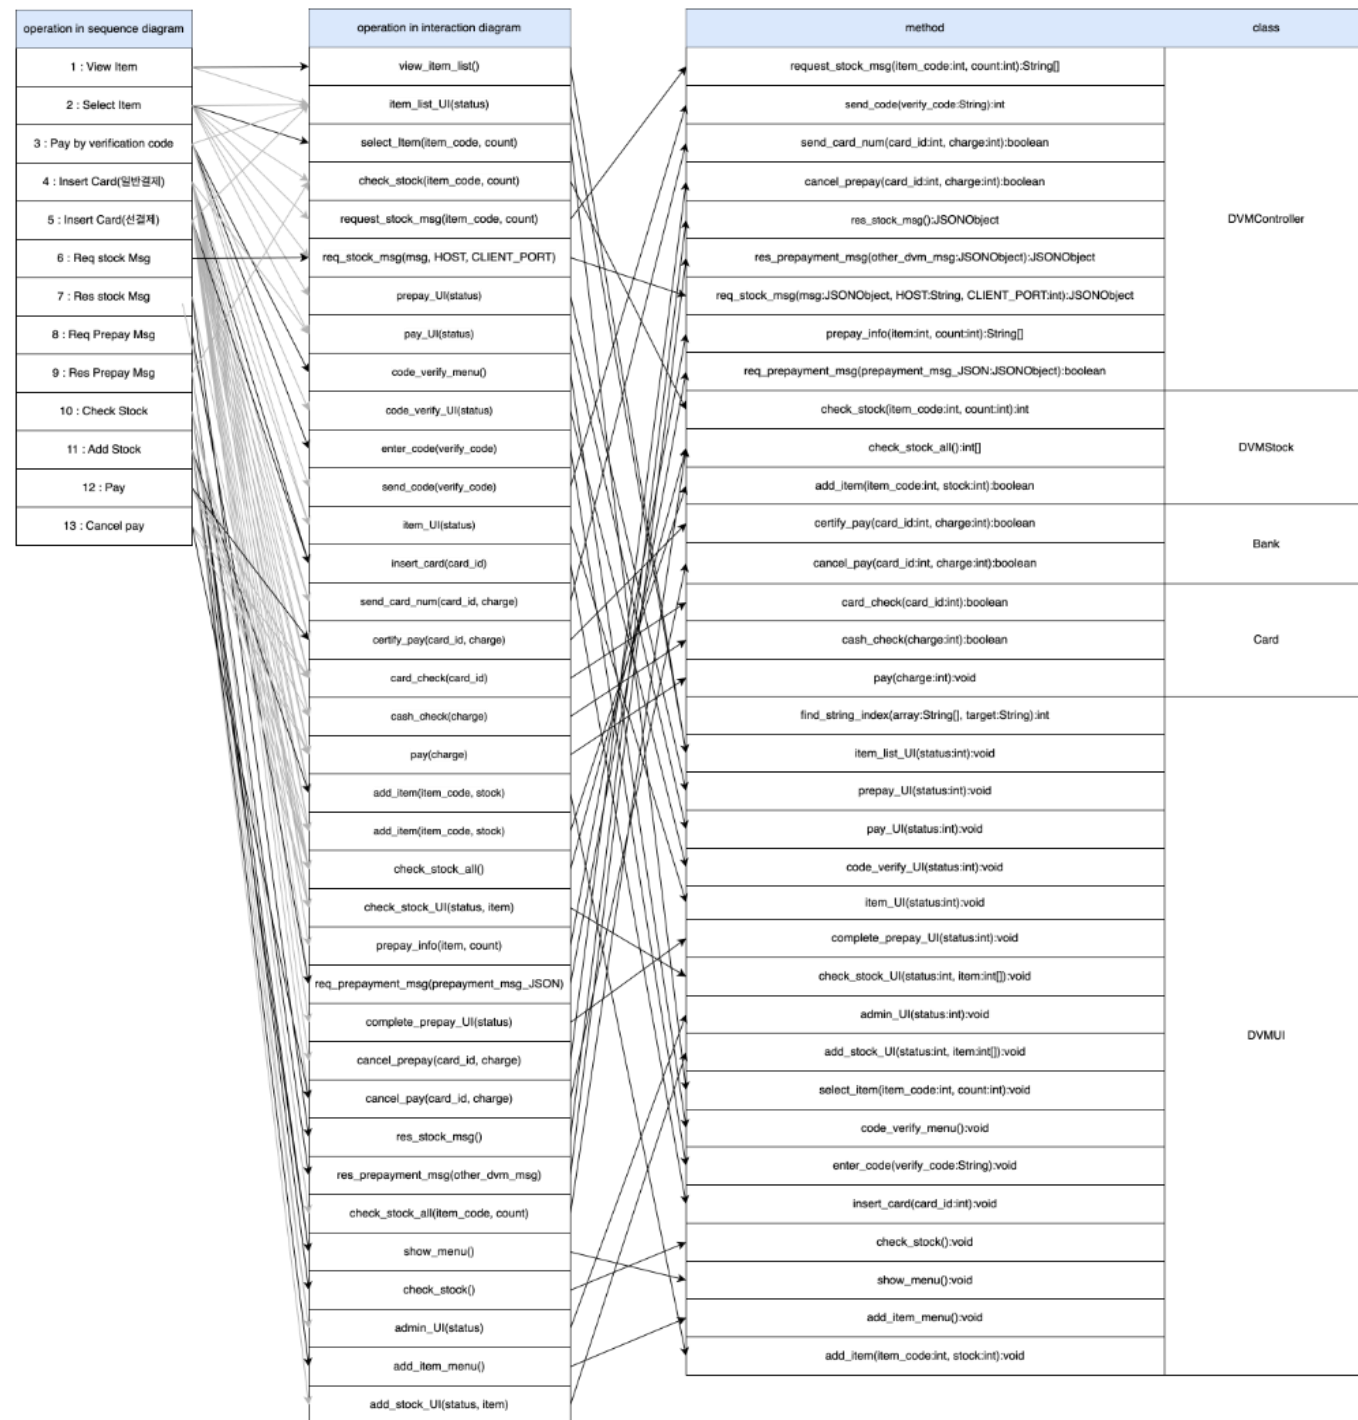 operation in sequence diagram
1 : View Item
2 : Select Item
3 : Pay by verification code
4 : Insert Card(일반결제)
5 : Insert Card(선결제)
6 : Req stock Msg
7 : Res stock Msg
8 : Req Prepay Msg
9 : Res Prepay Msg
10 : Check Stock
11 : Add Stock
12 : Pay
13 : Cancel pay
operation in interaction diagram
view_item_list()
item_list_UI(status)
select_Item(item_code, count)
check_stock(item_code, count)
request_stock_msg(item_code, count)
req_stock_msg(msg, HOST, CLIENT_PORT)
prepay_UI(status)
pay_UI(status)
code_verify_menu()
code_verify_UI(status)
enter_code(verify_code)
send_code(verify_code)
item_UI(status)
insert_card(card_id)
send_card_num(card_id, charge)
certify_pay(card_id, charge)
card_check(card_id)
cash_check(charge)
pay(charge)
add_item(item_code, stock)
add_item(item_code, stock)
check_stock_all()
check_stock_UI(status, item)
prepay_info(item, count)
req_prepayment_msg(prepayment_msg_JSON)
complete_prepay_UI(status)
cancel_prepay(card_id, charge)
cancel_pay(card_id, charge)
res_stock_msg()
res_prepayment_msg(other_dvm_msg)
check_stock_all(item_code, count)
show_menu()
check_stock()
admin_UI(status)
add_item_menu()
add_stock_UI(status, item)
method
request_stock_msg(item_code:int, count:int):String[]
send_code(verify_code:String):int
send_card_num(card_id:int, charge:int):boolean
cancel_prepay(card_id:int, charge:int):boolean
res_stock_msg():JSONObject
res_prepayment_msg(other_dvm_msg:JSONObject):JSONObject
req_stock_msg(msg:JSONObject, HOST:String, CLIENT_PORT:int):JSONObject
prepay_info(item:int, count:int):String[]
req_prepayment_msg(prepayment_msg_JSON:JSONObject):boolean
check_stock(item_code:int, count:int):int
check_stock_all():int[]
add_item(item_code:int, stock:int):boolean
certify_pay(card_id:int, charge:int):boolean
cancel_pay(card_id:int, charge:int):boolean
card_check(card_id:int):boolean
cash_check(charge:int):boolean
pay(charge:int):void
find_string_index(array:String[], target:String):int
item_list_UI(status:int):void
prepay_UI(status:int):void
pay_UI(status:int):void
code_verify_UI(status:int):void
item_UI(status:int):void
complete_prepay_UI(status:int):void
check_stock_UI(status:int, item:int[]):void
admin_UI(status:int):void
add_stock_UI(status:int, item:int[]):void
select_item(item_code:int, count:int):void
code_verify_menu():void
enter_code(verify_code:String):void
insert_card(card_id:int):void
check_stock():void
show_menu():void
add_item_menu():void
add_item(item_code:int, stock:int):void
class
DVMController
DVMStock
Bank
Card
DVMUI